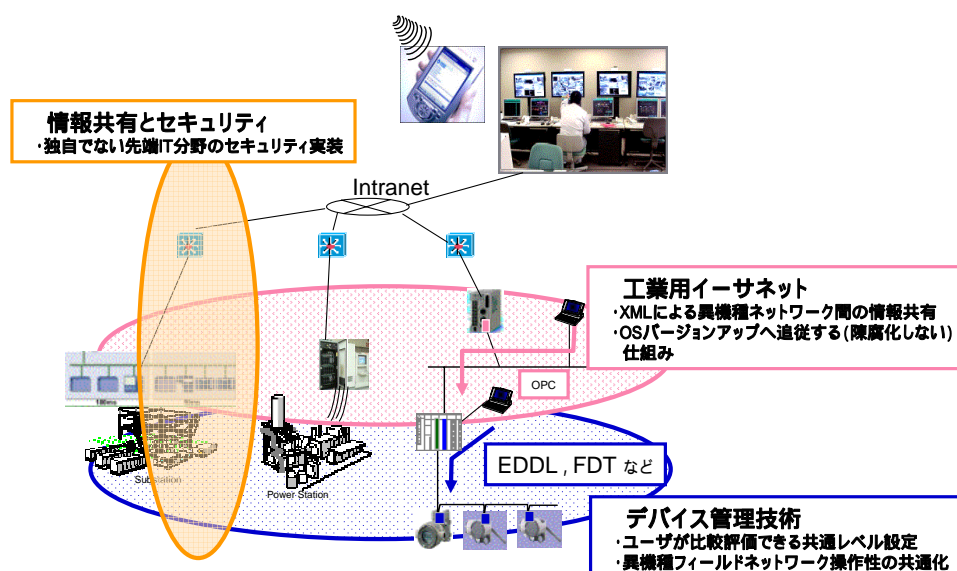 情報共有とセキュリティ
・独自でない先端IT分野のセキュリティ実装
Intranet
工業用イーサネット
・XMLによる異機種ネットワーク間の情報共有
・OSバージョンアップへ追従する(陳腐化しない)
仕組み
OPC
EDDL , FDT など
Substation
Power Station
デバイス管理技術
・ユーザが比較評価できる共通レベル設定
・異機種フィールドネットワーク操作性の共通化